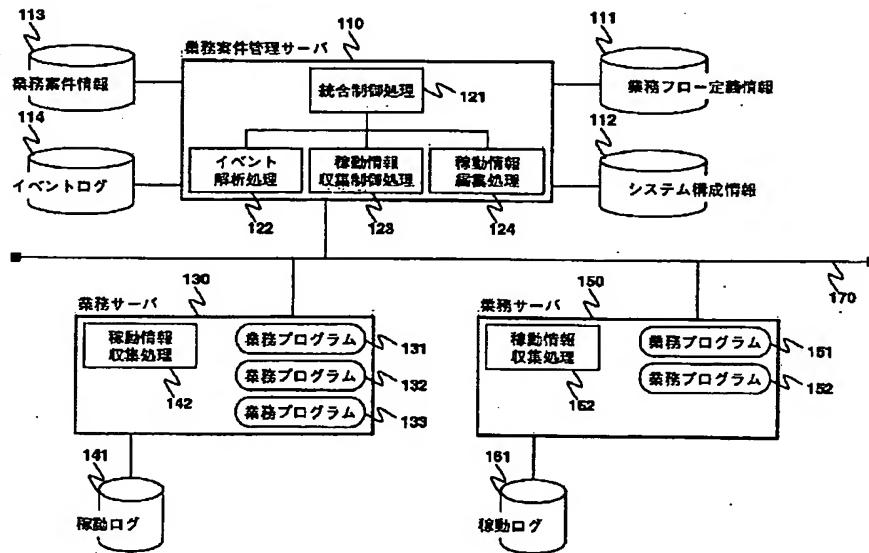 113
110
111
業務案件管理サーバ
業務案件情報
統合制御処理
121
業務フロー定義情報
114
112
イベントログ
イベント
解析処理
稼動情報
収集制御処理
稼動情報
編集処理
システム構成情報
122
123
124
170
130
業務サーバ
稼動情報
収集処理
142
業務プログラム
131
業務プログラム
132
業務プログラム
133
150
業務サーバ
稼動情報
収集処理
162
業務プログラム
151
業務プログラム
152
141
稼動ログ
161
稼動ログ